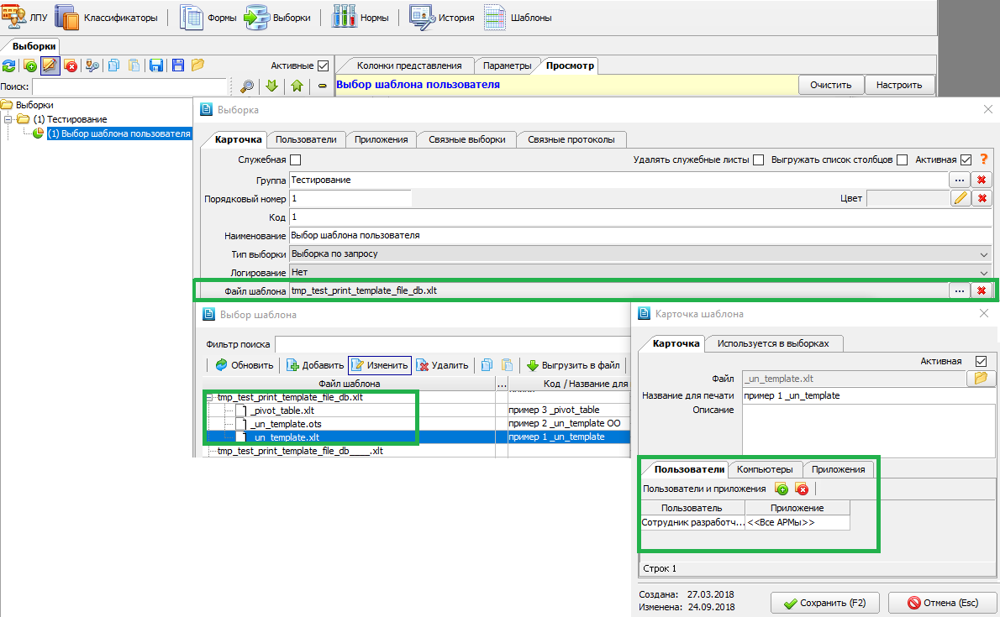 ЛПУ Классификаторы Формы Выборки Нормы История Шаблоны
Выборки
Активные
Поиск:
Выборки
(1) Тестирование
(1) Выбор шаблона пользователя
Колонки представления Параметры Просмотр
Выбор шаблона пользователя Очистить Настроить
Выборка
Карточка Пользователи Приложения Связные выборки Связные протоколы
Служебная Удалять служебные листы Выгружать список столбцов Активная ?
Группа Тестирование ...
Порядковый номер 1 Цвет
Код 1
Наименование Выбор шаблона пользователя
Тип выборки Выборка по запросу
Логирование Нет
Файл шаблона tmp_test_print_template_file_db.xlt ...
Выбор шаблона
Фильтр поиска
Обновить Добавить Изменить Удалить Выгрузить в файл
Файл шаблона ... Код / Название для
tmp_test_print_template_file_db.xlt
_pivot_table.xlt пример 3 _pivot_table
_un_template.ots пример 2 _un_template OO
_un_template.xlt пример 1 _un_template
tmp_test_print_template_file_db____.xlt
Карточка шаблона
Карточка Используется в выборках
Активная
Файл _un_template.xlt
Название для печати пример 1 _un_template
Описание
Пользователи Компьютеры Приложения
Пользователи и приложения
Пользователь Приложение
Сотрудник разработч... <<Все АРМы>>
Строк 1
Создана: 27.03.2018
Изменена: 24.09.2018
Сохранить (F2) Отмена (Esc)